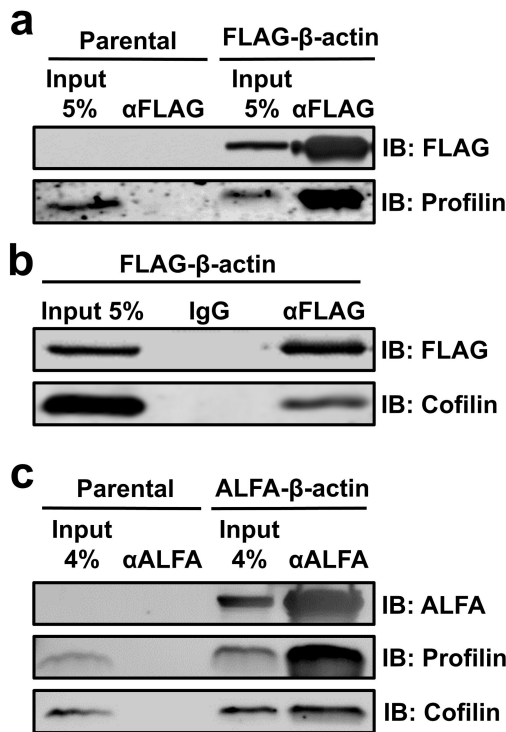 a
Parental FLAG-β-actin
Input Input
5% αFLAG 5% αFLAG
IB: FLAG
IB: Profilin
b
FLAG-β-actin
Input 5% IgG αFLAG
IB: FLAG
IB: Cofilin
c
Parental ALFA-β-actin
Input Input
4% αALFA 4% αALFA
IB: ALFA
IB: Profilin
IB: Cofilin